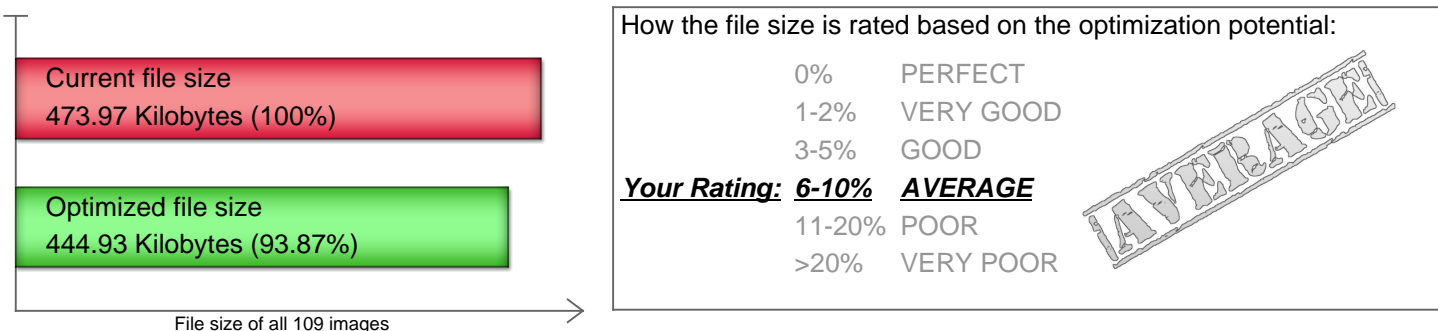 Current file size
473.97 Kilobytes (100%)
Optimized file size
444.93 Kilobytes (93.87%)
File size of all 109 images
How the file size is rated based on the optimization potential:
0% PERFECT
1-2% VERY GOOD
3-5% GOOD
Your Rating: 6-10% AVERAGE
11-20% POOR
>20% VERY POOR
AVERAGE